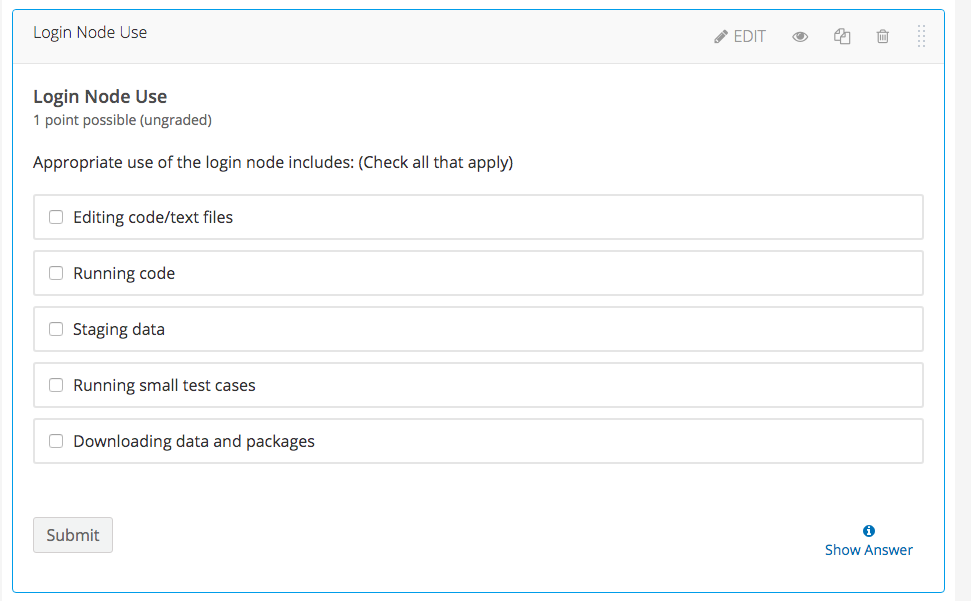 Login Node Use
EDIT
Login Node Use
1 point possible (ungraded)
Appropriate use of the login node includes: (Check all that apply)
Editing code/text files
Running code
Staging data
Running small test cases
Downloading data and packages
Submit
Show Answer